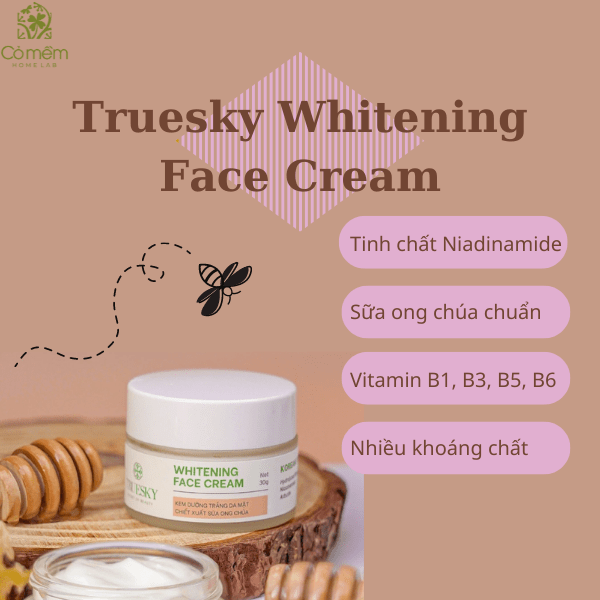 Cỏ mềm
HOME LAB
Truesky Whitening
Face Cream
Tinh chất Niadinamide
Sữa ong chúa chuẩn
Vitamin B1, B3, B5, B6
Nhiều khoáng chất
WHITENING
FACE CREAM
Net
30g
TRUESKY
KEM DƯỠNG TRẮNG DA MẶT
CHIẾT XUẤT SỮA ONG CHÚA